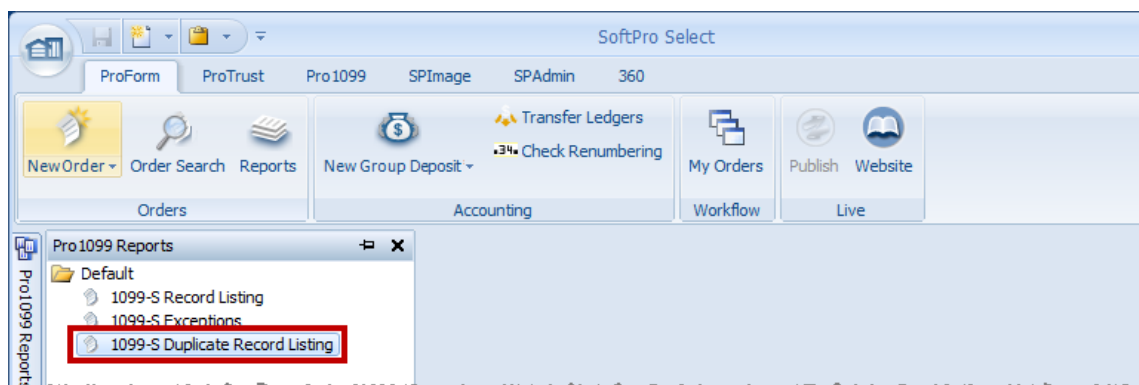 SoftPro Select
ProForm ProTrust Pro1099 SPImage SPAdmin 360
New Order Order Search Reports New Group Deposit Transfer Ledgers
.34. Check Renumbering My Orders Publish Website
Orders Accounting Workflow Live
Pro1099 Reports
Pro1099 Reports
Default
1099-S Record Listing
1099-S Exceptions
1099-S Duplicate Record Listing